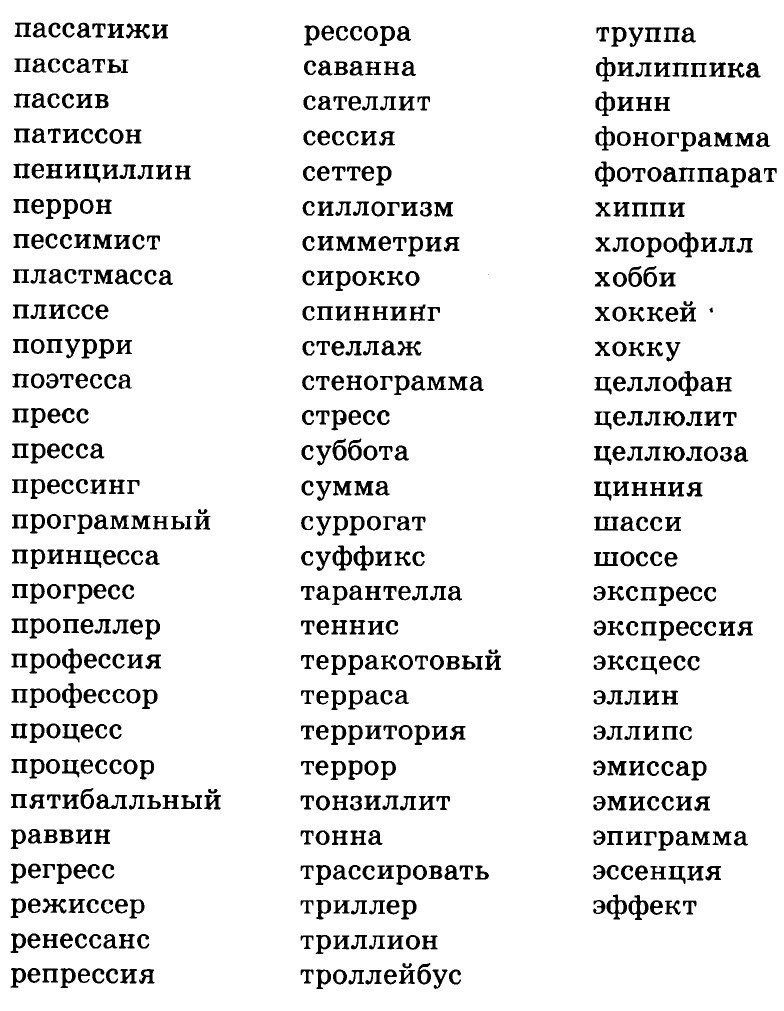 пассатижи
пассаты
пассив
патиссон
пенициллин
перрон
пессимист
пластмасса
плиссе
попурри
поэтесса
пресс
пресса
прессинг
программный
принцесса
прогресс
пропеллер
профессия
профессор
процесс
процессор
пятибалльный
раввин
регресс
режиссер
ренессанс
репрессия
рессора
саванна
сателлит
сессия
сеттер
силлогизм
симметрия
сирокко
спиннинг
стеллаж
стенограмма
стресс
суббота
сумма
суррогат
суффикс
тарантелла
теннис
терракотовый
терраса
территория
террор
тонзиллит
тонна
трассировать
триллер
триллион
троллейбус
труппа
филиппика
финн
фонограмма
фотоаппарат
хиппи
хлорофилл
хобби
хоккей
хокку
целлофан
целлюлит
целлюлоза
цинния
шасси
шоссе
экспресс
экспрессия
эксцесс
эллин
эллипс
эмиссар
эмиссия
эпиграмма
эссенция
эффект